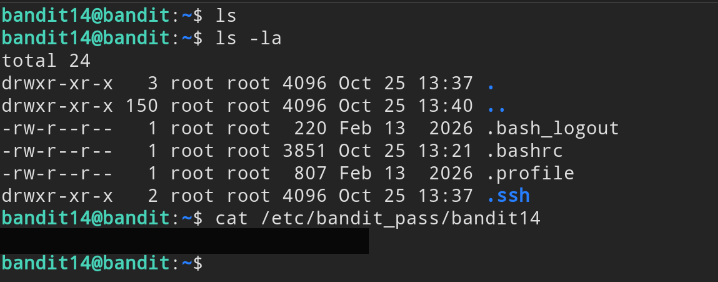 bandit14@bandit:~$ ls
bandit14@bandit:~$ ls -la
total 24
drwxr-xr-x   3 root root 4096 Oct 25 13:37 .
drwxr-xr-x 150 root root 4096 Oct 25 13:40 ..
-rw-r--r--   1 root root  220 Feb 13  2026 .bash_logout
-rw-r--r--   1 root root 3851 Oct 25 13:21 .bashrc
-rw-r--r--   1 root root  807 Feb 13  2026 .profile
drwxr-xr-x   2 root root 4096 Oct 25 13:37 .ssh
bandit14@bandit:~$ cat /etc/bandit_pass/bandit14
bandit14@bandit:~$